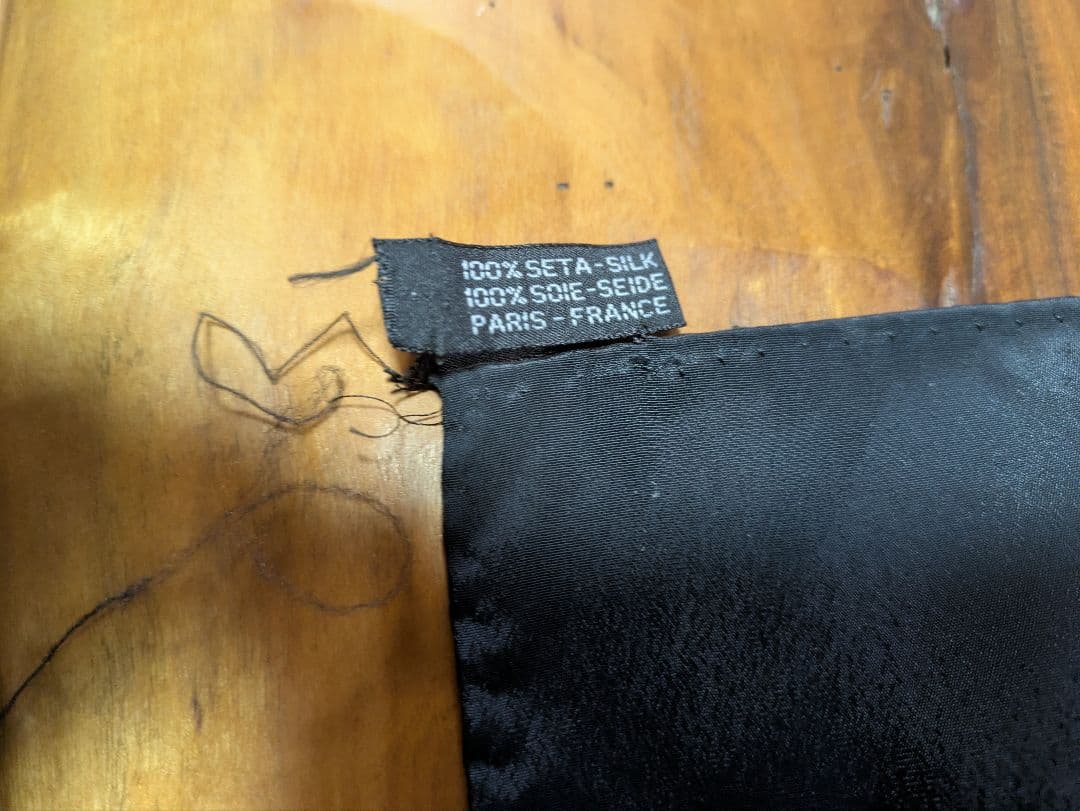 100% SETA-SILK
100% SOIE-SEIDE
PARIS-FRANCE